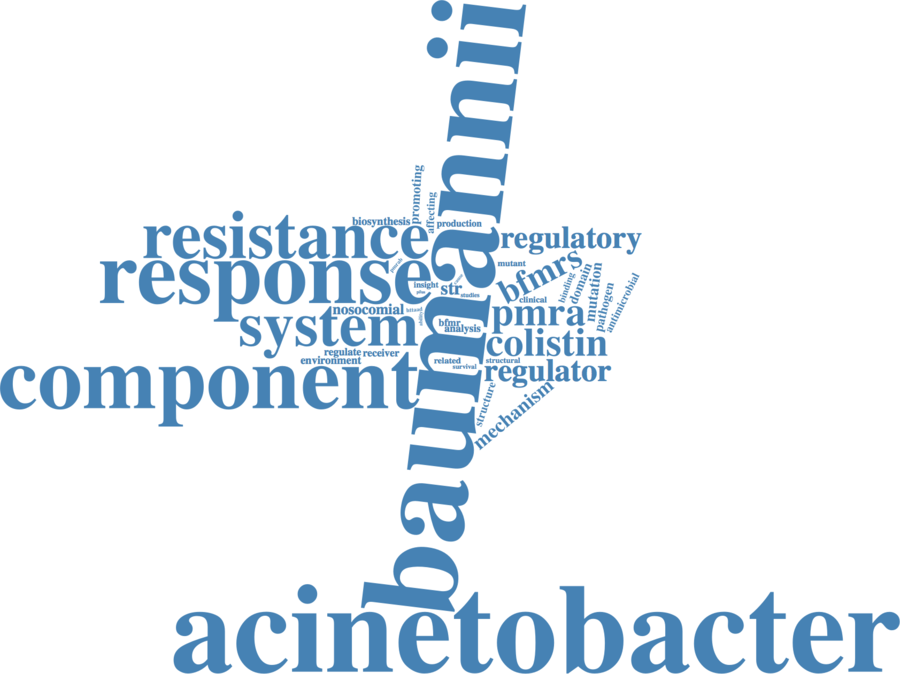 baumannii
promoting
affecting
biosynthesis
production
resistance
regulatory
response
mutant
bfmrs
insight
str
studies
clinical
binding
domain
mutation
pathogen
antimicrobial
nosocomial
system
bfmr
analysis
pmra
colistin
regulate
receiver
environment
related
survival
structural
component
regulator
structure
mechanism
acinetobacter